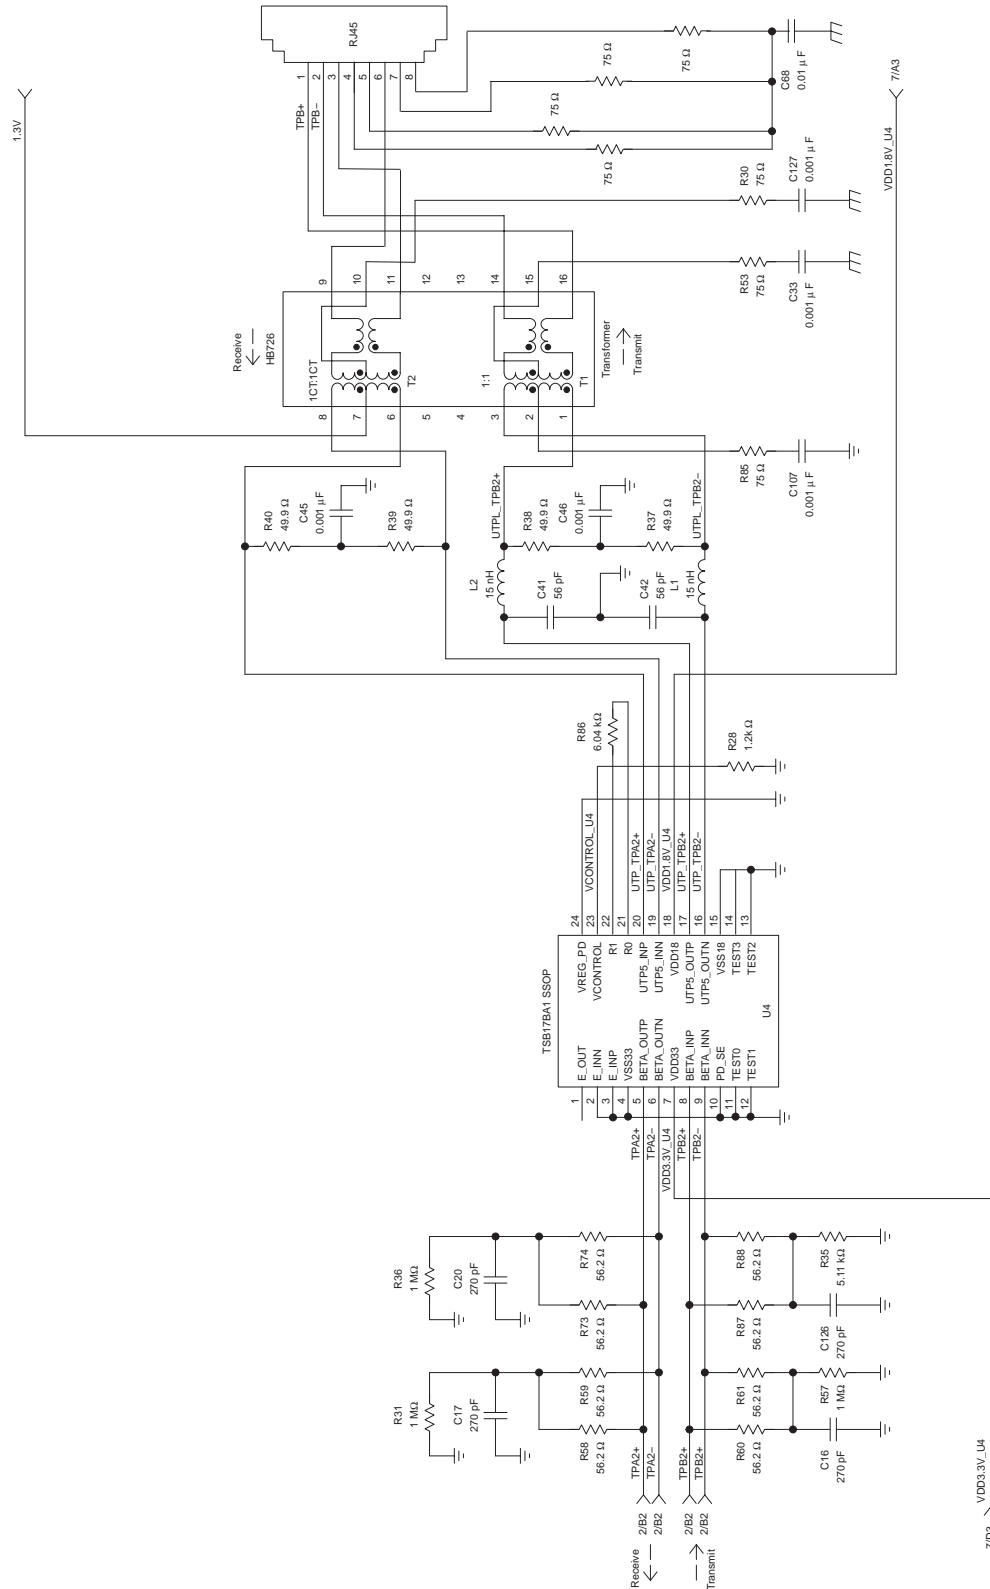 RJ45
1
2
3
4
5
6
7
8
TPB+
TPB−
1.3V
75 Ω
75 Ω
75 Ω
75 Ω
C68
0.01 µ F
7/A3
VDD1.8V_U4
R30
75 Ω
C127
0.001 µ F
R53
75 Ω
C33
0.001 µ F
9
10
11
12
13
14
15
16
Receive
HB726
1CT:1CT
T2
1:1
T1
Transformer
Transmit
8
7
6
5
4
3
2
1
R85
75 Ω
C107
0.001 µ F
R40
49.9 Ω
C45
0.001 µF
R39
49.9 Ω
UTPL_TPB2+
R38
49.9 Ω
C46
0.001 µF
R37
49.9 Ω
UTPL_TPB2−
L2
15 nH
C41
56 pF
C42
56 pF
L1
15 nH
R86
6.04 kΩ
R28
1.2k Ω
VCONTROL_U4
UTP_TPA2+
UTP_TPA2−
VDD1.8V_U4
UTP_TPB2+
UTP_TPB2−
24
23
22
21
20
19
18
17
16
15
14
13
TSB17BA1 SSOP
VREG_PD
VCONTROL
R1
R0
UTP5_INP
UTP5_INN
VDD18
UTP5_OUTP
UTP5_OUTN
VSS18
TEST3
TEST2
U4
E_OUT
E_INN
E_INP
VSS33
BETA_OUTP
BETA_OUTN
VDD33
BETA_INP
BETA_INN
PD_SE
TEST0
TEST1
1
2
3
4
5
6
7
8
9
10
11
12
TPA2+
TPA2−
VDD3.3V_U4
TPB2+
TPB2−
R36
1 MΩ
C20
270 pF
R74
56.2 Ω
R73
56.2 Ω
R88
56.2 Ω
R35
5.11 kΩ
R87
56.2 Ω
C126
270 pF
R31
1 MΩ
C17
270 pF
R59
56.2 Ω
R58
56.2 Ω
R61
56.2 Ω
R57
1 MΩ
R60
56.2 Ω
C16
270 pF
TPA2+
TPA2−
TPB2+
TPB2+
2/B2
2/B2
2/B2
2/B2
Receive
Transmit
VDD3.3V_U4
7/D3